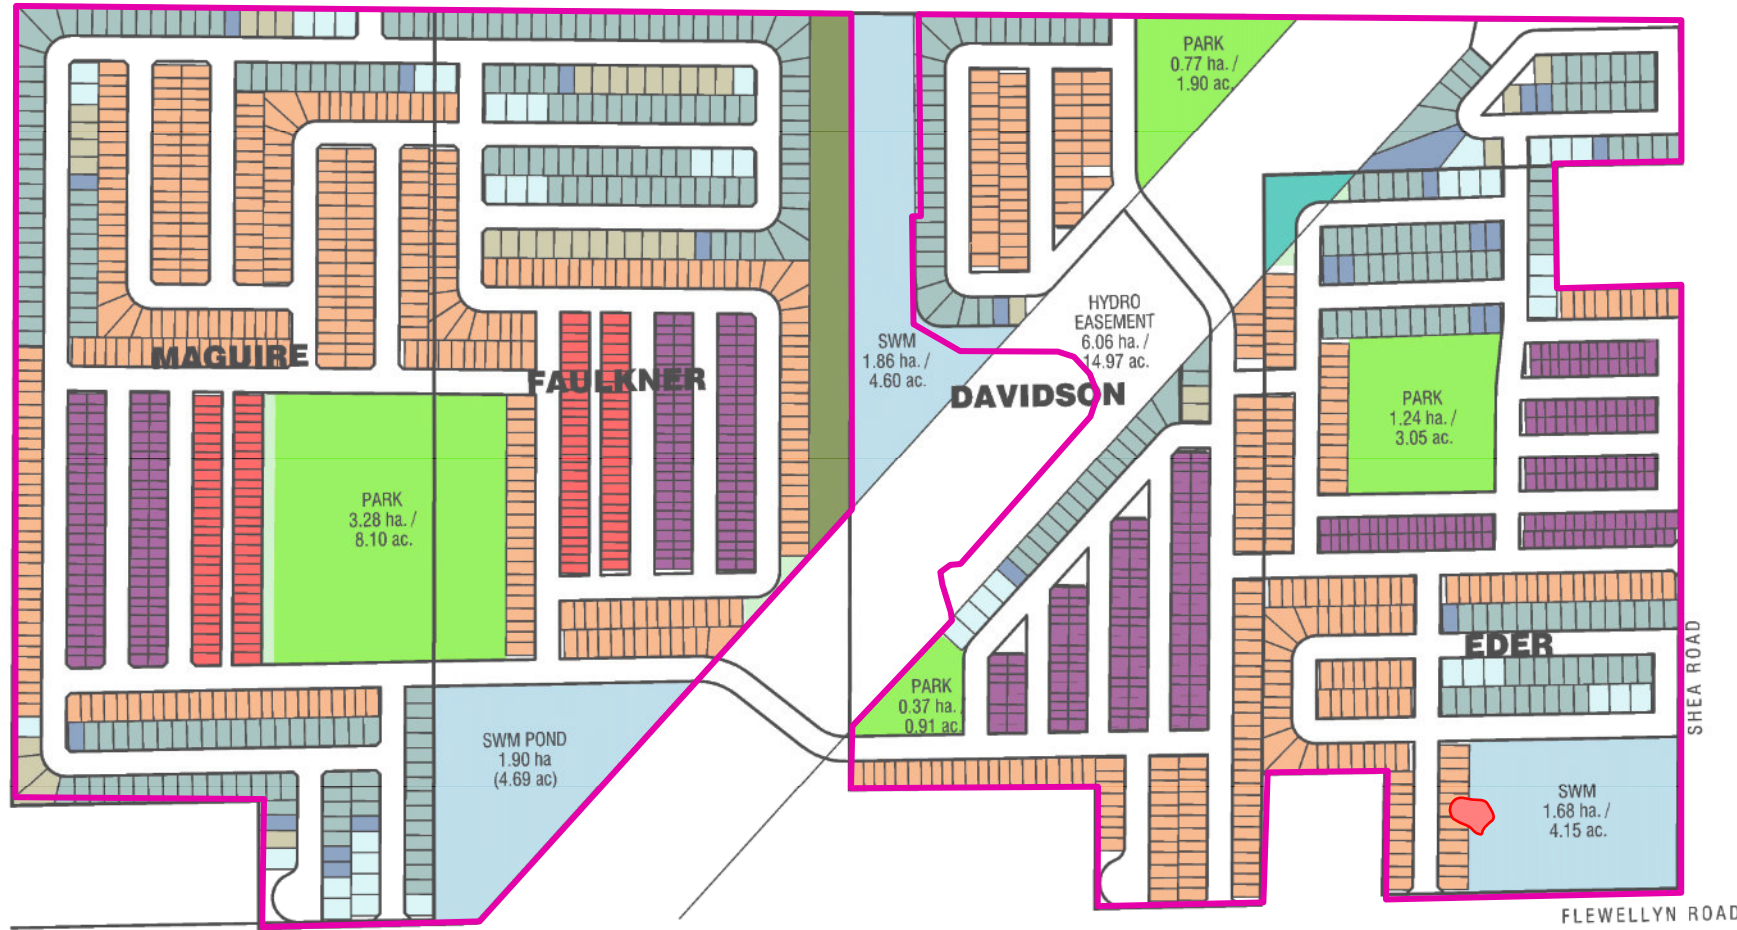 PARK
0.77 ha. /
1.90 ac.
HYDRO
EASEMENT
6.06 ha. /
14.97 ac.
SWM
1.86 ha. /
4.60 ac.
MAGUIRE
FAULKNER
DAVIDSON
PARK
1.24 ha. /
3.05 ac.
PARK
3.28 ha. /
8.10 ac.
EDER
SHEA ROAD
PARK
0.37 ha.
0.91 ac.
SWM POND
1.90 ha
(4.69 ac)
SWM
1.68 ha. /
4.15 ac.
FLEWELLYN ROAD